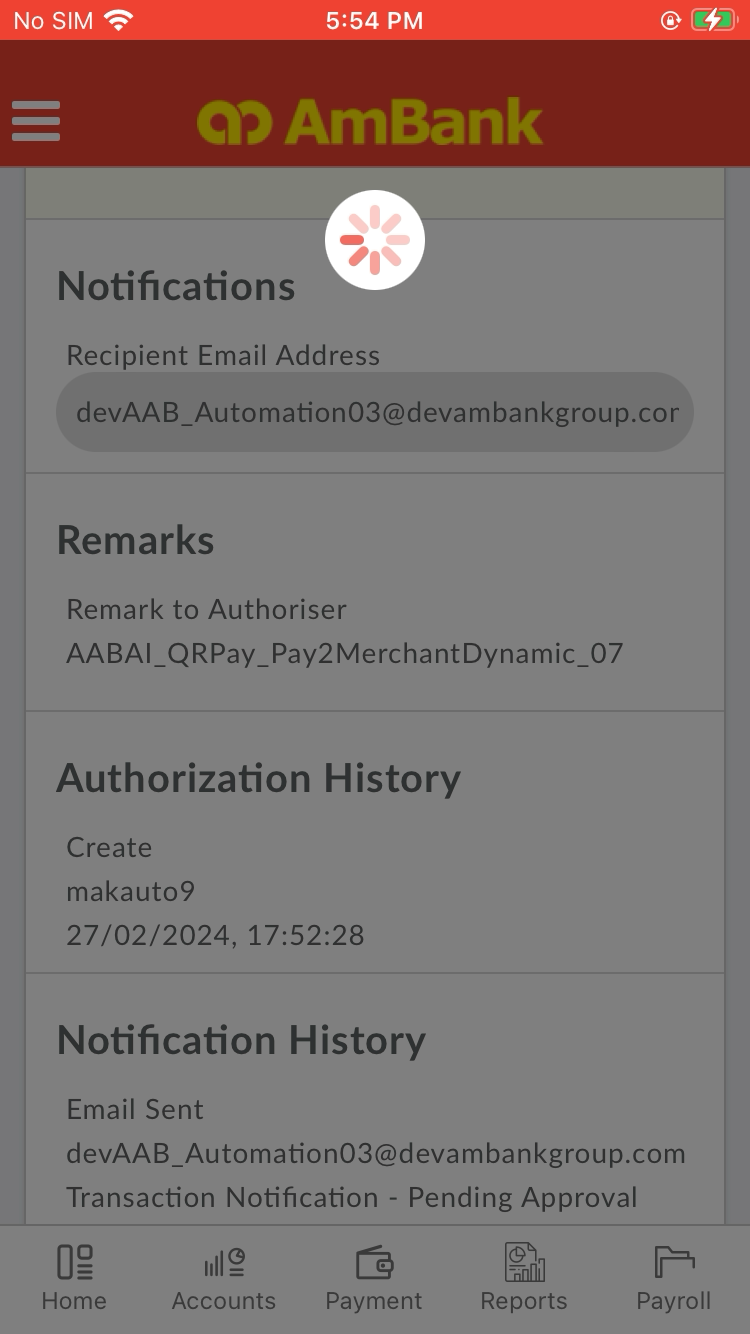 No SIM 5:54 PM
AmBank
Notifications
Recipient Email Address
devAAB_Automation03@devambankgroup.cor
Remarks
Remark to Authoriser
AABAI_QRPay_Pay2MerchantDynamic_07
Authorization History
Create
makauto9
27/02/2024, 17:52:28
Notification History
Email Sent
devAAB_Automation03@devambankgroup.com
Transaction Notification - Pending Approval
Home Accounts Payment Reports Payroll